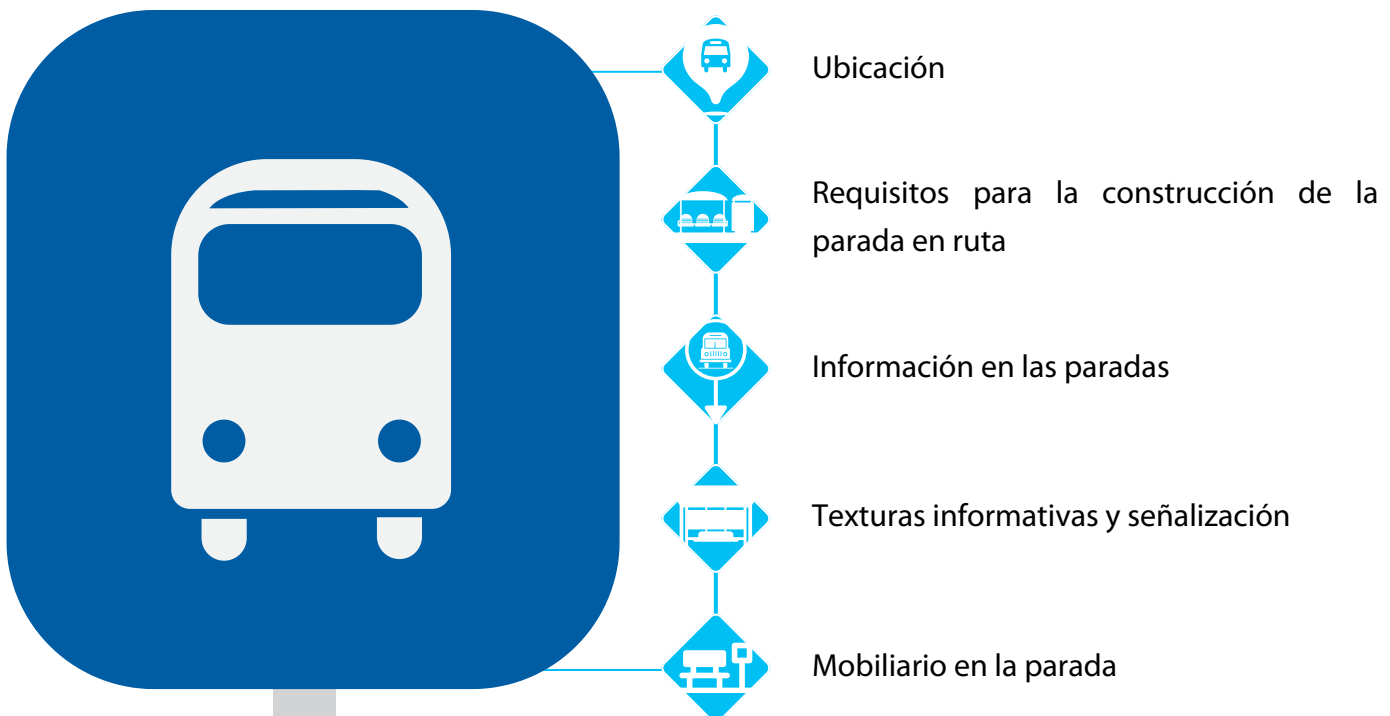 Ubicación
Requisitos para la construcción de la
parada en ruta
Información en las paradas
Texturas informativas y señalización
Mobiliario en la parada